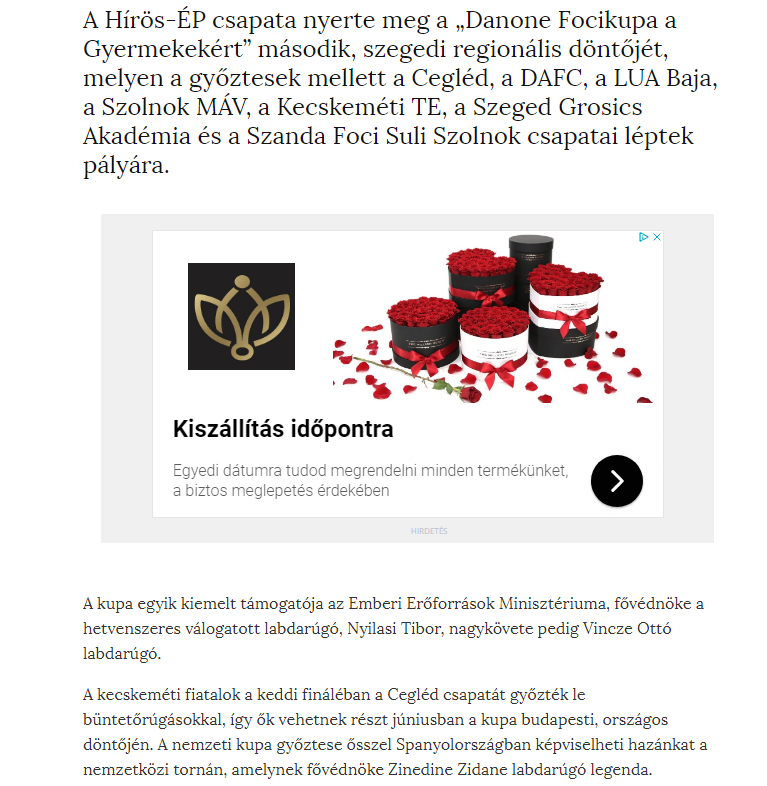 A Hírös-ÉP csapata nyerte meg a „Danone Focikupa a
Gyermekekért” második, szegedi regionális döntőjét,
melyen a győztesek mellett a Cegléd, a DAFC, a LUA Baja,
a Szolnok MÁV, a Kecskeméti TE, a Szeged Grosics
Akadémia és a Szanda Foci Suli Szolnok csapatai léptek
pályára.
Kiszállítás időpontra
Egyedi dátumra tudod megrendelni minden termékünket,
a biztos meglepetés érdekében
HIRDETÉS
A kupa egyik kiemelt támogatója az Emberi Erőforrások Minisztériuma, fővédnöke a
hetvenszeres válogatott labdarúgó, Nyilasi Tibor, nagykövete pedig Vincze Ottó
labdarúgó.
A kecskeméti fiatalok a keddi fináléban a Cegléd csapatát győzték le
büntetőrúgásokkal, így ők vehetnek részt júniusban a kupa budapesti, országos
döntőjén. A nemzeti kupa győztese ősszel Spanyolországban képviselheti hazánkat a
nemzetközi tornán, amelynek fővédnöke Zinedine Zidane labdarúgó legenda.